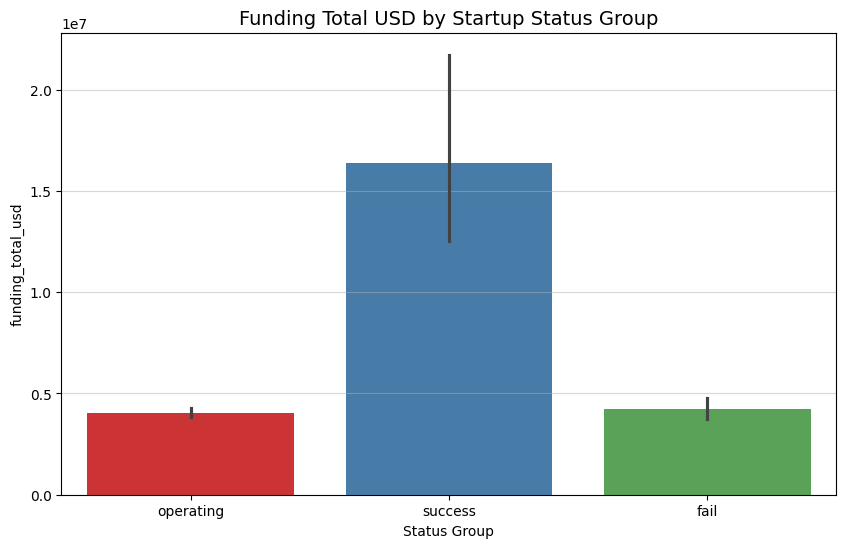 Funding Total USD by Startup Status Group
1e7
2.0
1.5
1.0
0.5
0.0
funding_total_usd
operating
success
fail
Status Group